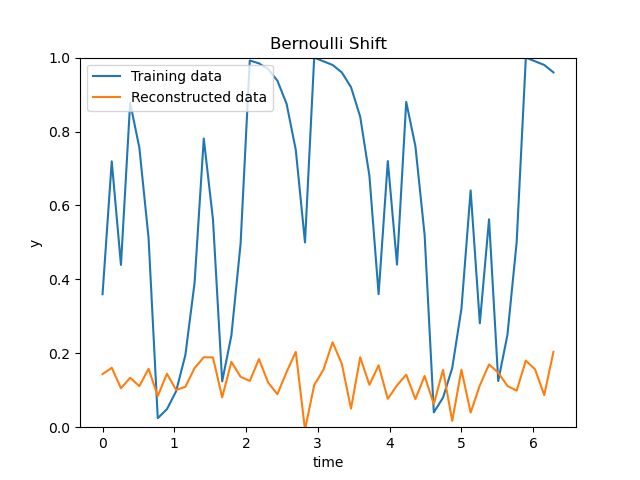 Bernoulli Shift
Training data
Reconstructed data
1.0
0.8
0.6
0.4
0.2
0.0
y
0 1 2 3 4 5 6
time